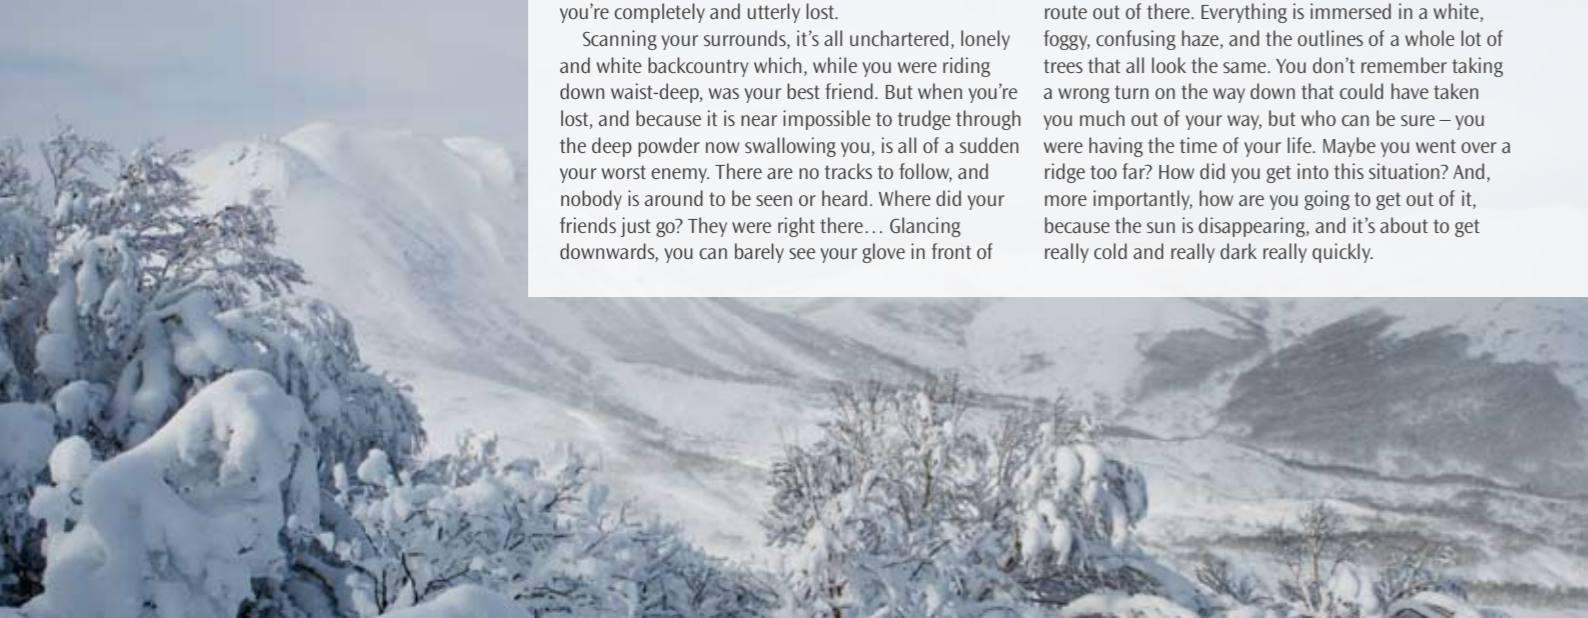 you’re completely and utterly lost.
Scanning your surrounds, it’s all unchartered, lonely
and white backcountry which, while you were riding
down waist-deep, was your best friend. But when you’re
lost, and because it is near impossible to trudge through
the deep powder now swallowing you, is all of a sudden
your worst enemy. There are no tracks to follow, and
nobody is around to be seen or heard. Where did your
friends just go? They were right there… Glancing
downwards, you can barely see your glove in front of
route out of there. Everything is immersed in a white,
foggy, confusing haze, and the outlines of a whole lot of
trees that all look the same. You don’t remember taking
a wrong turn on the way down that could have taken
you much out of your way, but who can be sure – you
were having the time of your life. Maybe you went over a
ridge too far? How did you get into this situation? And,
more importantly, how are you going to get out of it,
because the sun is disappearing, and it’s about to get
really cold and really dark really quickly.